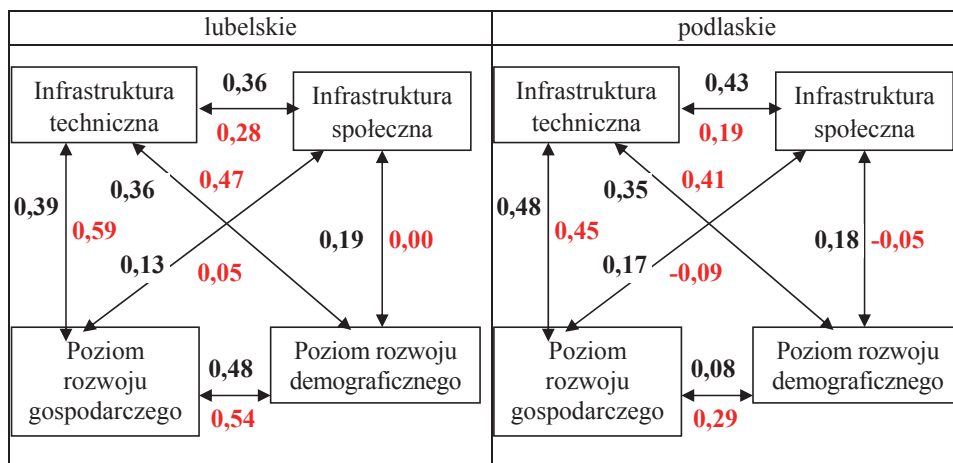 lubelskie
Infrastruktura
techniczna
0,36
0,28
Infrastruktura
społeczna
0,39
0,59
0,36
0,47
0,13
0,05
0,19
0,00
Poziom
rozwoju
gospodarczego
0,48
0,54
Poziom rozwoju
demograficznego
podlaskie
Infrastruktura
techniczna
0,43
0,19
Infrastruktura
społeczna
0,48
0,45
0,35
0,41
0,17
-0,09
0,18
-0,05
Poziom
rozwoju
gospodarczego
0,08
0,29
Poziom rozwoju
demograficznego